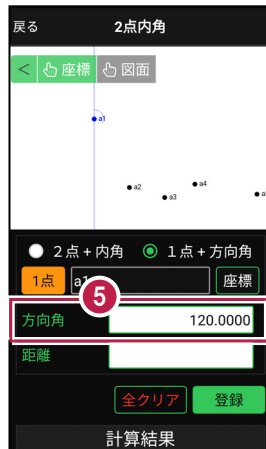 戻る 2点内角
< 座標 図面
a1
a2 a3 a4 a
2点+内角 1点+方向角
1点 a1 座標
5
方向角 120.0000
距離
全クリア 登録
計算結果